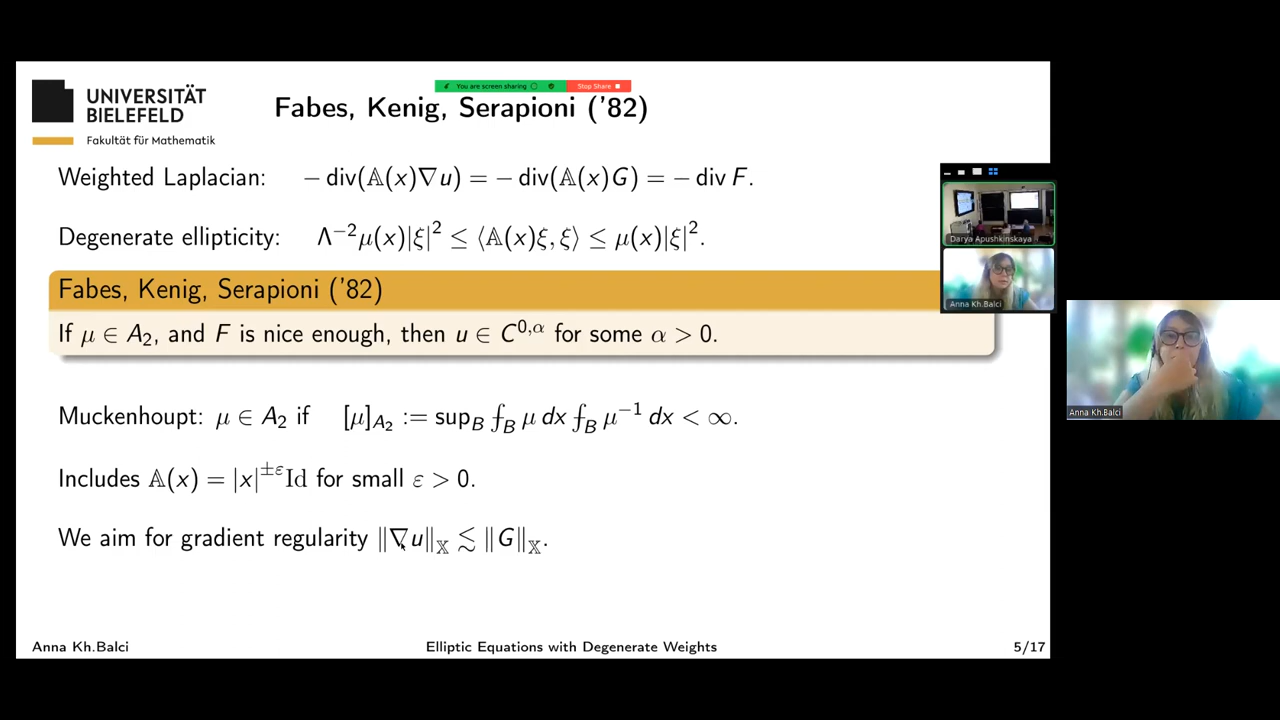 UNIVERSITÄT
BIELEFELD
Fakultät für Mathematik
You are screen sharing
Stop Share
Fabes, Kenig, Serapioni ('82)
Weighted Laplacian: − div(𝔸(x)∇u) = − div(𝔸(x)G) = − div F.
Degenerate ellipticity: Λ⁻²μ(x)|ξ|² ≤ ⟨𝔸(x)ξ, ξ⟩ ≤ μ(x)|ξ|².
Fabes, Kenig, Serapioni ('82)
If μ ∈ A₂, and F is nice enough, then u ∈ C^{0,α} for some α > 0.
Muckenhoupt: μ ∈ A₂ if [μ]_{A₂} := sup_B ⨍_B μ dx ⨍_B μ⁻¹ dx < ∞.
Includes 𝔸(x) = |x|^{±ε}Id for small ε > 0.
We aim for gradient regularity ‖∇u‖_𝕏 ≲ ‖G‖_𝕏.
Anna Kh.Balci
Elliptic Equations with Degenerate Weights
5/17
Darya Apushkinskaya
Anna Kh.Balci
Anna Kh.Balci